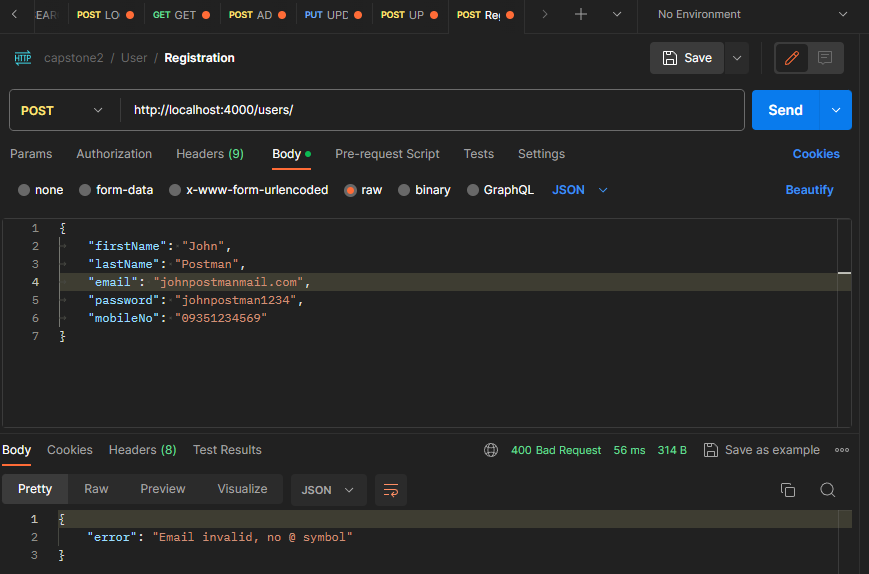 EAR POST LO GET GET POST AD PUT UPD POST UP POST Reg No Environment
HTTP capstone2 / User / Registration Save
POST http://localhost:4000/users/ Send
Params Authorization Headers (9) Body Pre-request Script Tests Settings Cookies
none form-data x-www-form-urlencoded raw binary GraphQL JSON Beautify
1 {
2 "firstName": "John",
3 "lastName": "Postman",
4 "email": "johnpostmanmail.com",
5 "password": "johnpostman1234",
6 "mobileNo": "09351234569"
7 }
Body Cookies Headers (8) Test Results 400 Bad Request 56 ms 314 B Save as example
Pretty Raw Preview Visualize JSON
1 {
2 "error": "Email invalid, no @ symbol"
3 }